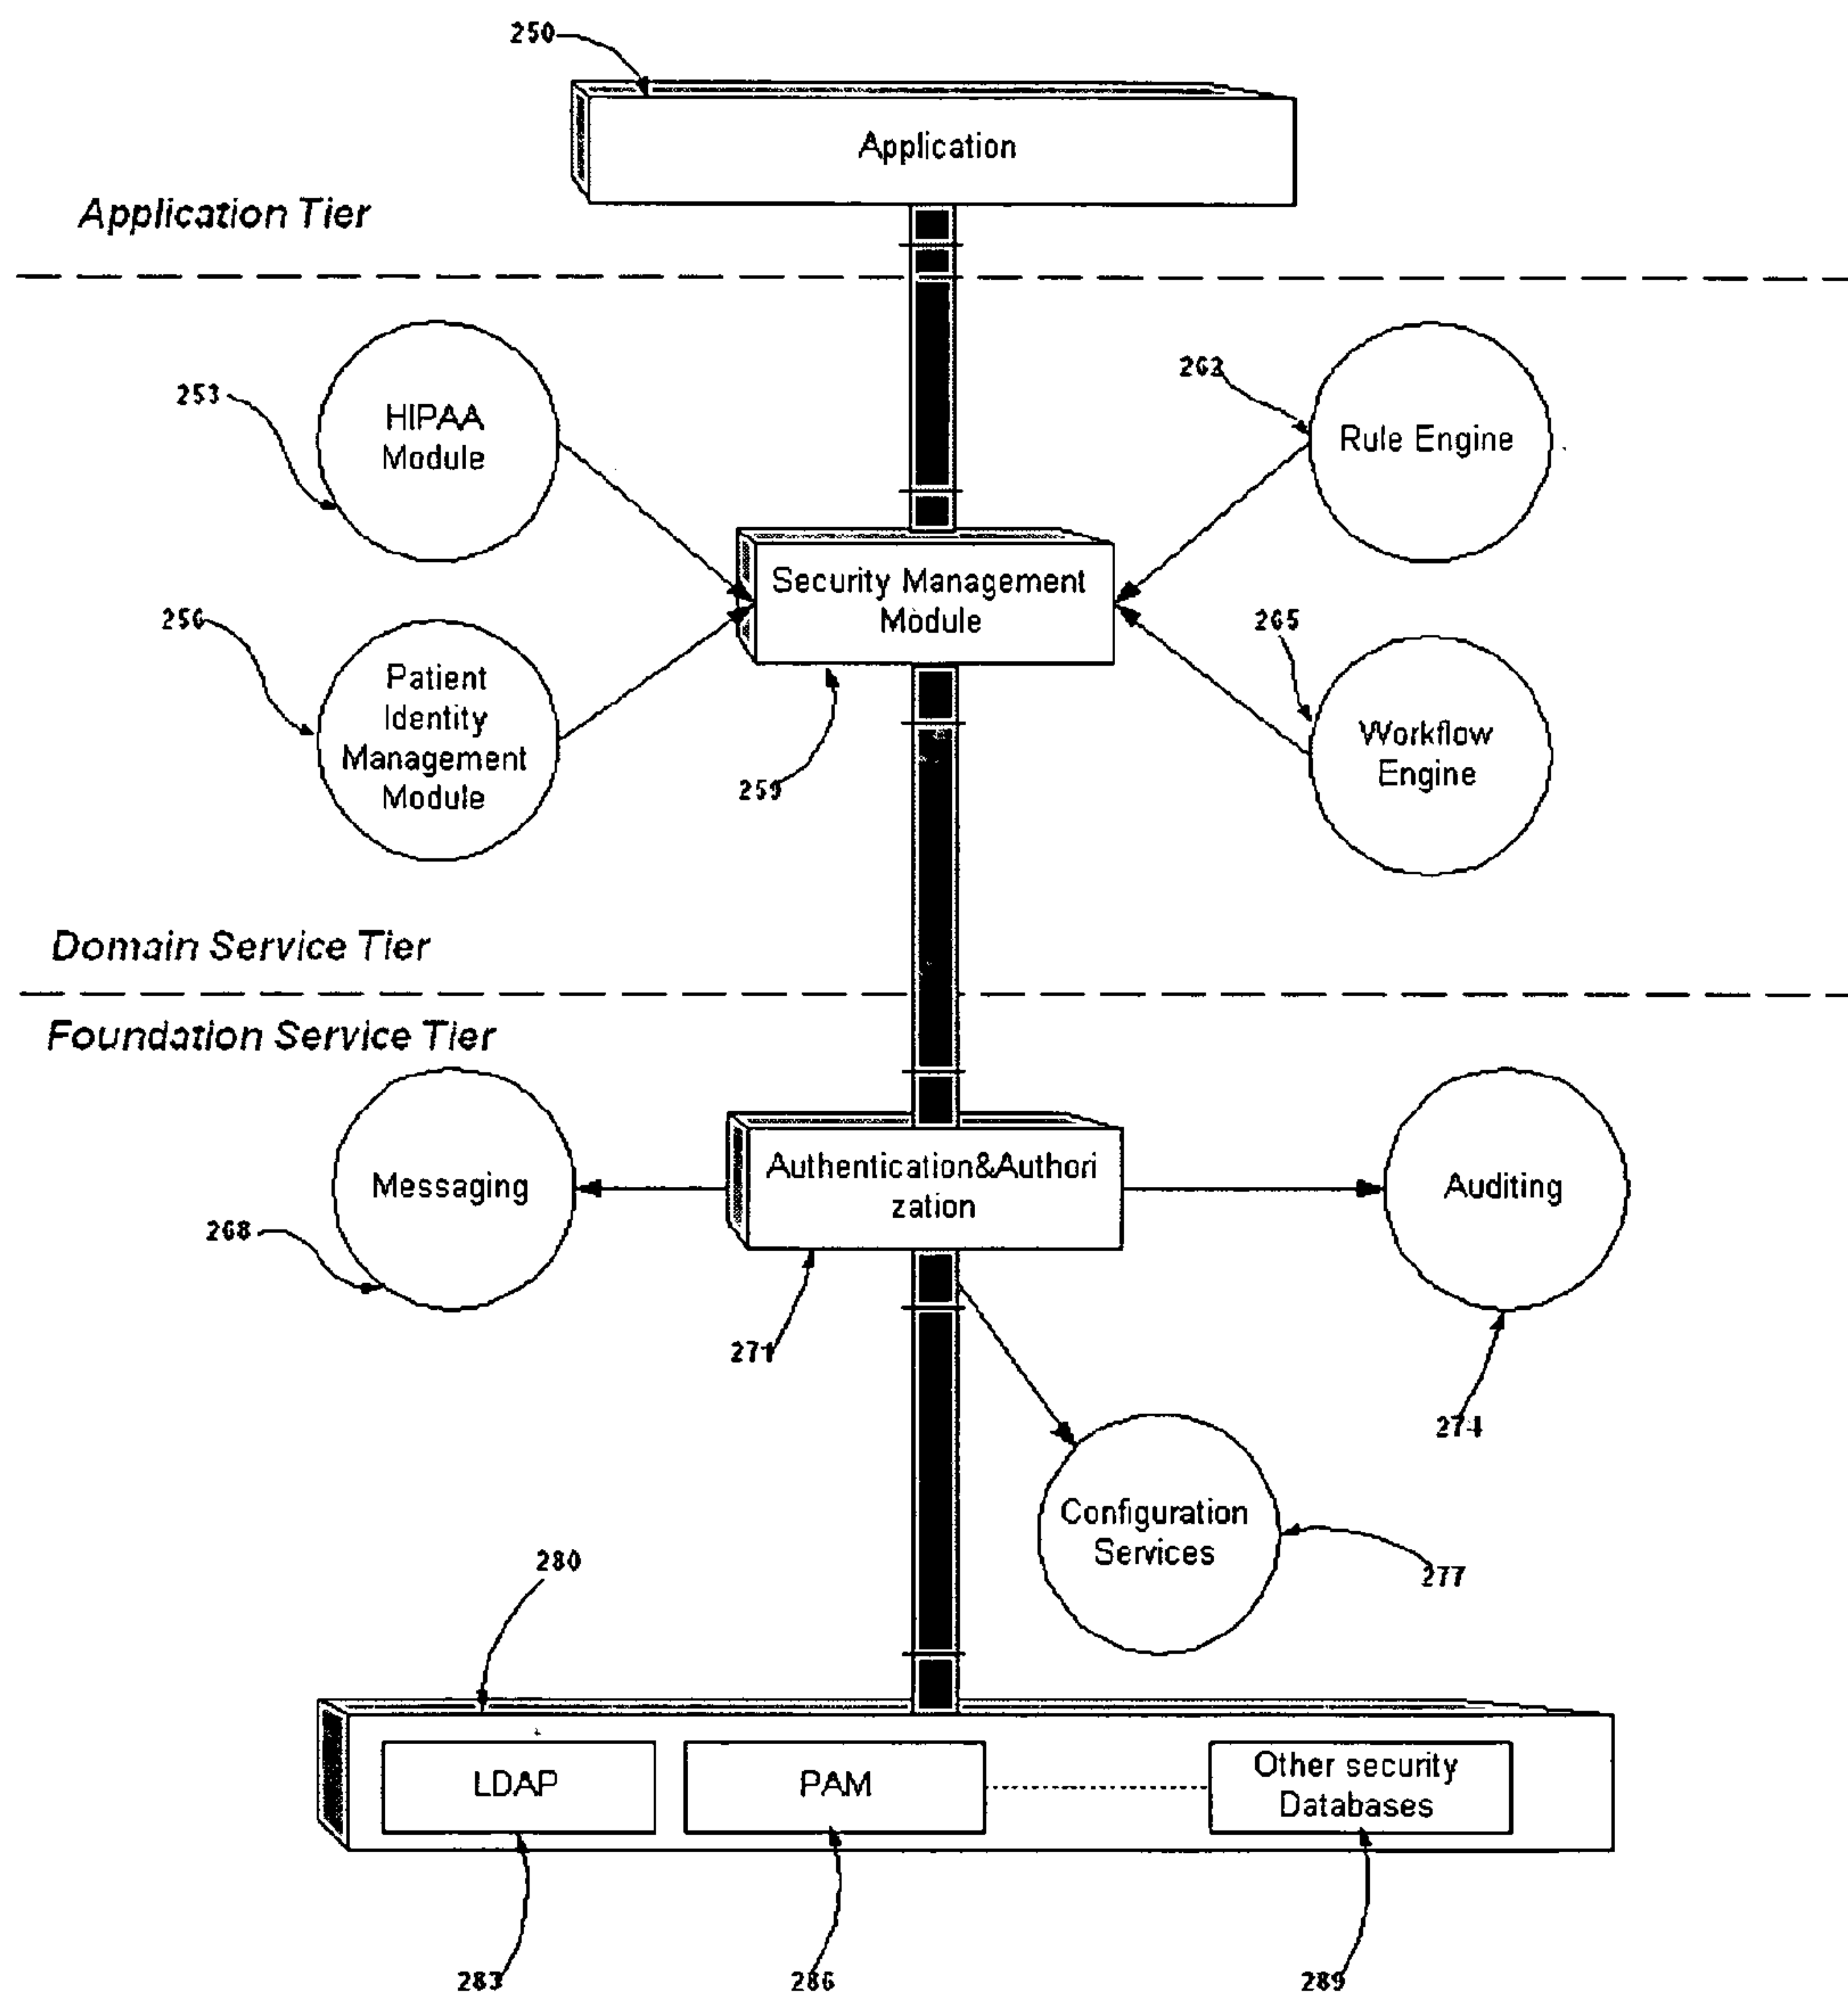 250
Application
Application Tier
253
HIPAA
Module
262
Rule Engine
Security Management
Module
256
Patient
Identity
Management
Module
265
Workflow
Engine
259
Domain Service Tier
Foundation Service Tier
Messaging
Authentication&Authori
zation
Auditing
268
271
274
Configuration
Services
277
280
LDAP
PAM
Other security
Databases
283
286
289